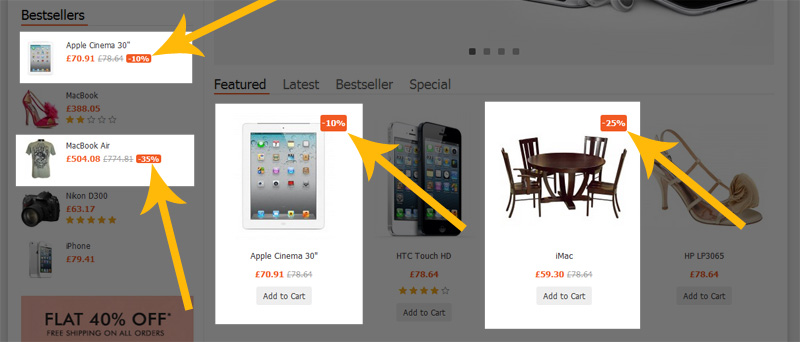 Bestsellers
Apple Cinema 30"
£70.91 £78.64 -10%
MacBook
£388.05
MacBook Air
£504.08 £774.81 -35%
Nikon D300
£63.17
iPhone
£79.41
FLAT 40% OFF*
FREE SHIPPING ON ALL ORDERS
Featured Latest Bestseller Special
-10%
Apple Cinema 30"
£70.91 £78.64
Add to Cart
HTC Touch HD
£78.64
Add to Cart
-25%
iMac
£59.30 £78.64
Add to Cart
HP LP3065
£78.64
Add to Cart